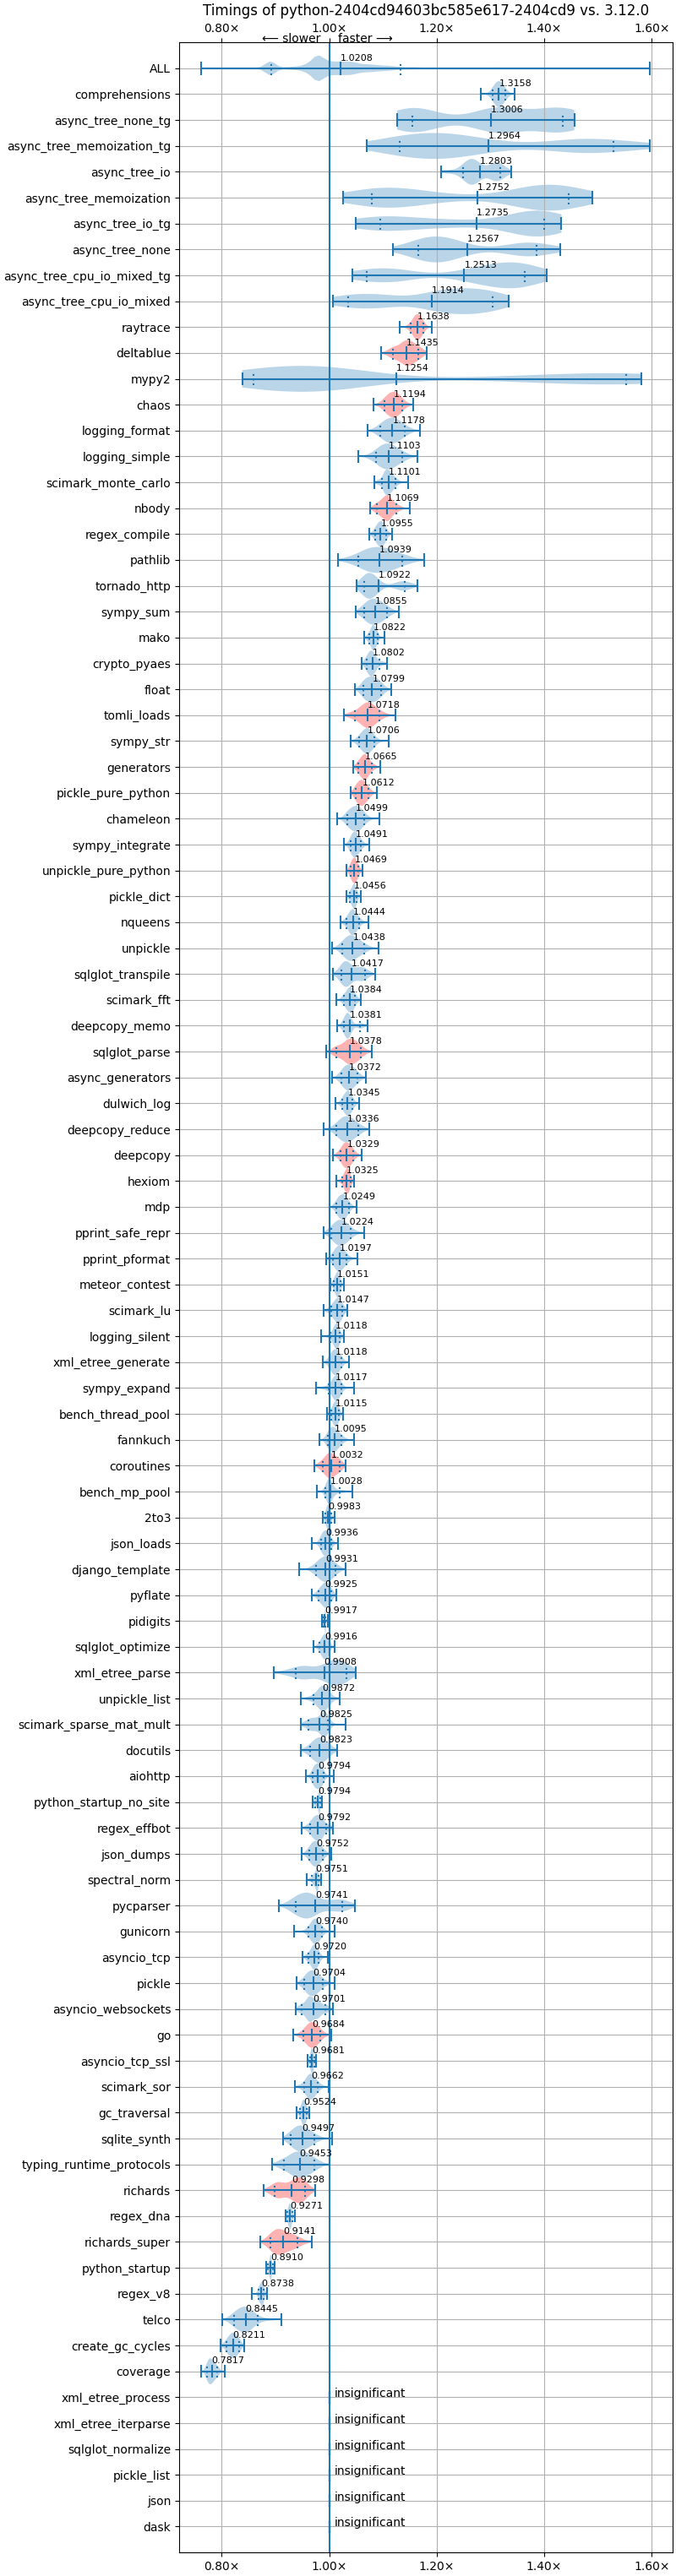 Timings of python-2404cd94603bc585e617-2404cd9 vs. 3.12.0
0.80× 1.00× 1.20× 1.40× 1.60×
⟵ slower faster ⟶
ALL 1.0208
comprehensions 1.3158
async_tree_none_tg 1.3006
async_tree_memoization_tg 1.2964
async_tree_io 1.2803
async_tree_memoization 1.2752
async_tree_io_tg 1.2735
async_tree_none 1.2567
async_tree_cpu_io_mixed_tg 1.2513
async_tree_cpu_io_mixed 1.1914
raytrace 1.1638
deltablue 1.1435
mypy2 1.1254
chaos 1.1194
logging_format 1.1178
logging_simple 1.1103
scimark_monte_carlo 1.1101
nbody 1.1069
regex_compile 1.0955
pathlib 1.0939
tornado_http 1.0922
sympy_sum 1.0855
mako 1.0822
crypto_pyaes 1.0802
float 1.0799
tomli_loads 1.0718
sympy_str 1.0706
generators 1.0665
pickle_pure_python 1.0612
chameleon 1.0499
sympy_integrate 1.0491
unpickle_pure_python 1.0469
pickle_dict 1.0456
nqueens 1.0444
unpickle 1.0438
sqlglot_transpile 1.0417
scimark_fft 1.0384
deepcopy_memo 1.0381
sqlglot_parse 1.0378
async_generators 1.0372
dulwich_log 1.0345
deepcopy_reduce 1.0336
deepcopy 1.0329
hexiom 1.0325
mdp 1.0249
pprint_safe_repr 1.0224
pprint_pformat 1.0197
meteor_contest 1.0151
scimark_lu 1.0147
logging_silent 1.0118
xml_etree_generate 1.0118
sympy_expand 1.0117
bench_thread_pool 1.0115
fannkuch 1.0095
coroutines 1.0032
bench_mp_pool 1.0028
2to3 0.9983
json_loads 0.9936
django_template 0.9931
pyflate 0.9925
pidigits 0.9917
sqlglot_optimize 0.9916
xml_etree_parse 0.9908
unpickle_list 0.9872
scimark_sparse_mat_mult 0.9825
docutils 0.9823
aiohttp 0.9794
python_startup_no_site 0.9794
regex_effbot 0.9792
json_dumps 0.9752
spectral_norm 0.9751
pycparser 0.9741
gunicorn 0.9740
asyncio_tcp 0.9720
pickle 0.9704
asyncio_websockets 0.9701
go 0.9684
asyncio_tcp_ssl 0.9681
scimark_sor 0.9662
gc_traversal 0.9524
sqlite_synth 0.9497
typing_runtime_protocols 0.9453
richards 0.9298
regex_dna 0.9271
richards_super 0.9141
python_startup 0.8910
regex_v8 0.8738
telco 0.8445
create_gc_cycles 0.8211
coverage 0.7817
xml_etree_process insignificant
xml_etree_iterparse insignificant
sqlglot_normalize insignificant
pickle_list insignificant
json insignificant
dask insignificant
0.80× 1.00× 1.20× 1.40× 1.60×